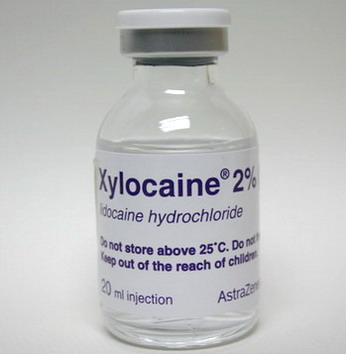 Xylocaine® 2%
lidocaine hydrochloride
Do not store above 25°C. Do not
Keep out of the reach of children.
20 ml injection AstraZene